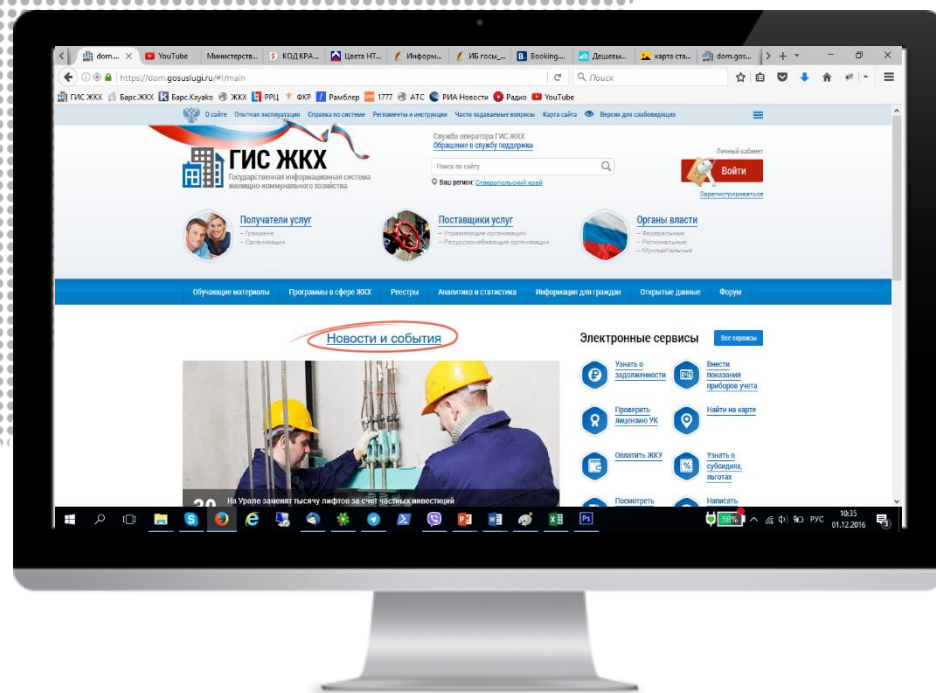 dom...
YouTube
Министерств...
КОД КРА...
Цвета НТ...
Информ...
ИБ госы_...
Booking....
Дешевы...
карта ста...
dom.gos...
https://dom.gosuslugi.ru/#!/main
Поиск
ГИС ЖКХ
Барс.ЖКХ
Барс.Kayako
ЖКХ
РРЦ
ФКР
Рамблер
1777
АТС
РИА Новости
Радио
YouTube
О сайте
Опытная эксплуатация
Справка по системе
Регламенты и инструкции
Часто задаваемые вопросы
Карта сайта
Версия для слабовидящих
ГИС ЖКХ
Государственная информационная система
жилищно-коммунального хозяйства
Служба оператора ГИС ЖКХ
Обращение в службу поддержки
Поиск по сайту
Ваш регион: Ставропольский край
Личный кабинет
Войти
Зарегистрироваться
Получатели услуг
– Граждане
– Организации
Поставщики услуг
– Управляющие организации
– Ресурсоснабжающие организации
Органы власти
– Федеральные
– Региональные
– Муниципальные
Обучающие материалы
Программы в сфере ЖКХ
Реестры
Аналитика и статистика
Информация для граждан
Открытые данные
Форум
Новости и события
На Урале заменят тысячу лифтов за счет частных инвестиций
Электронные сервисы
Все сервисы
Узнать о
задолженности
Внести
показания
приборов учета
Проверить
лицензию УК
Найти на карте
Оплатить ЖКУ
Узнать о
субсидиях,
льготах
Посмотреть
Написать
58%
РУС
10:35
01.12.2016